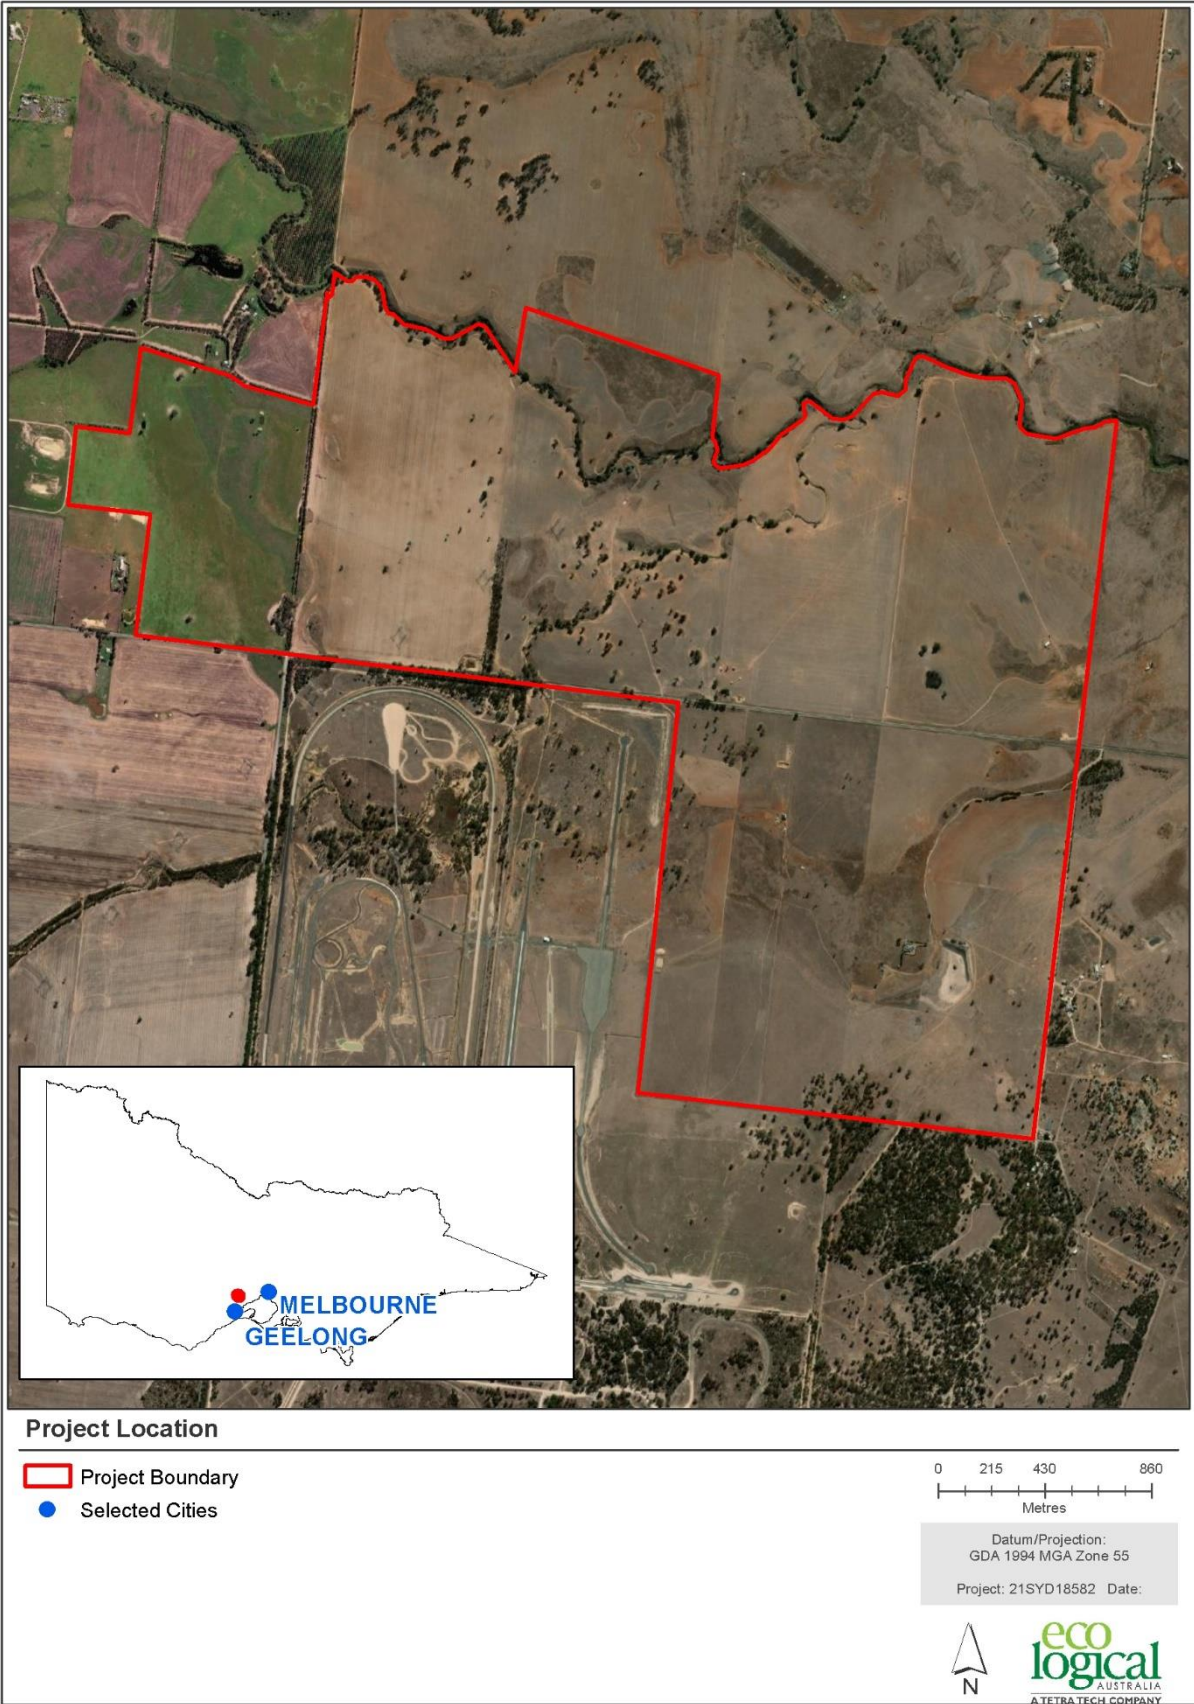 MELBOURNE
GEELONG
Project Location
Project Boundary
Selected Cities
0 215 430 860
Metres
Datum/Projection:
GDA 1994 MGA Zone 55
Project: 21SYD18582 Date:
N
eco
logical
AUSTRALIA
A TETRA TECH COMPANY